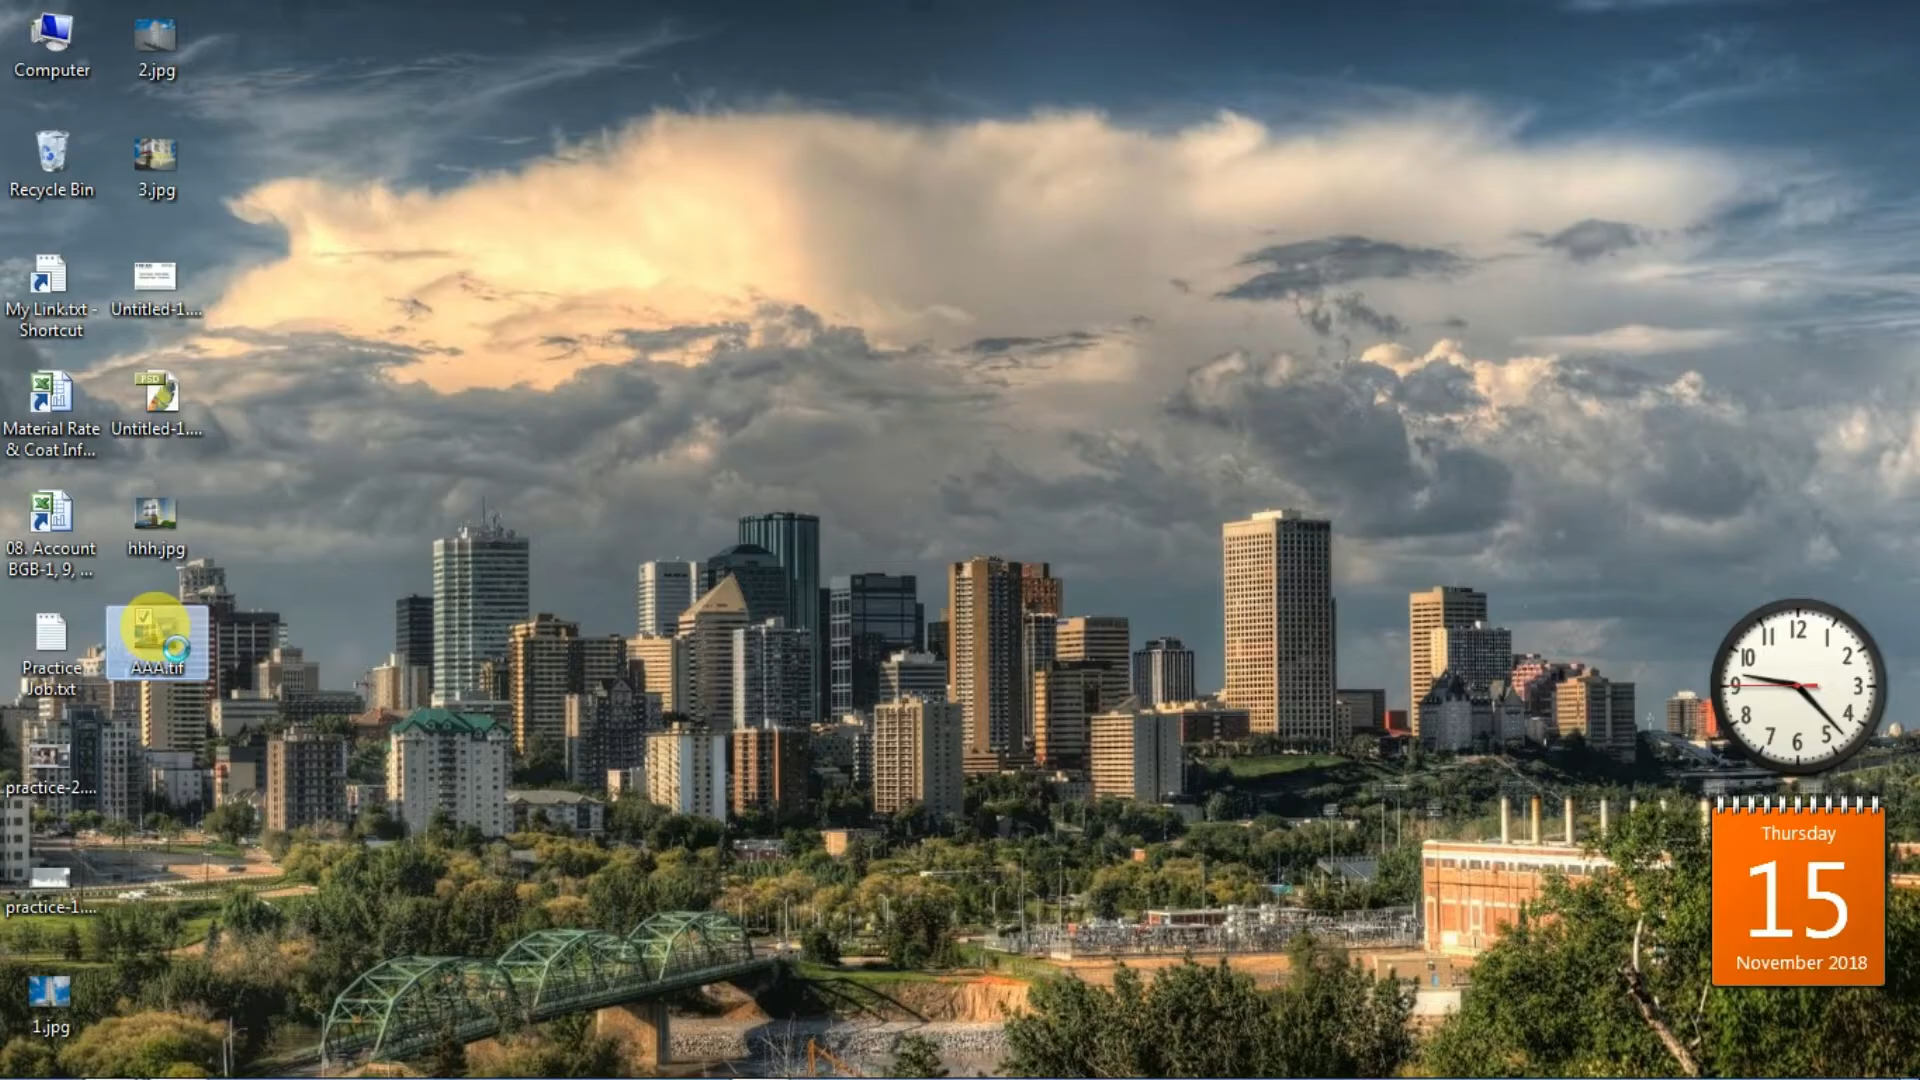 Computer
2.jpg
Recycle Bin
3.jpg
My Link.txt -
Shortcut
Untitled-1....
Material Rate
& Coat Inf...
PSD
Untitled-1....
08. Account
BGB-1, 9, ...
hhh.jpg
Practice
Job.txt
AAA.tif
practice-2....
practice-1....
1.jpg
12
11
1
10
2
9
3
8
4
7
6
5
Thursday
15
November 2018